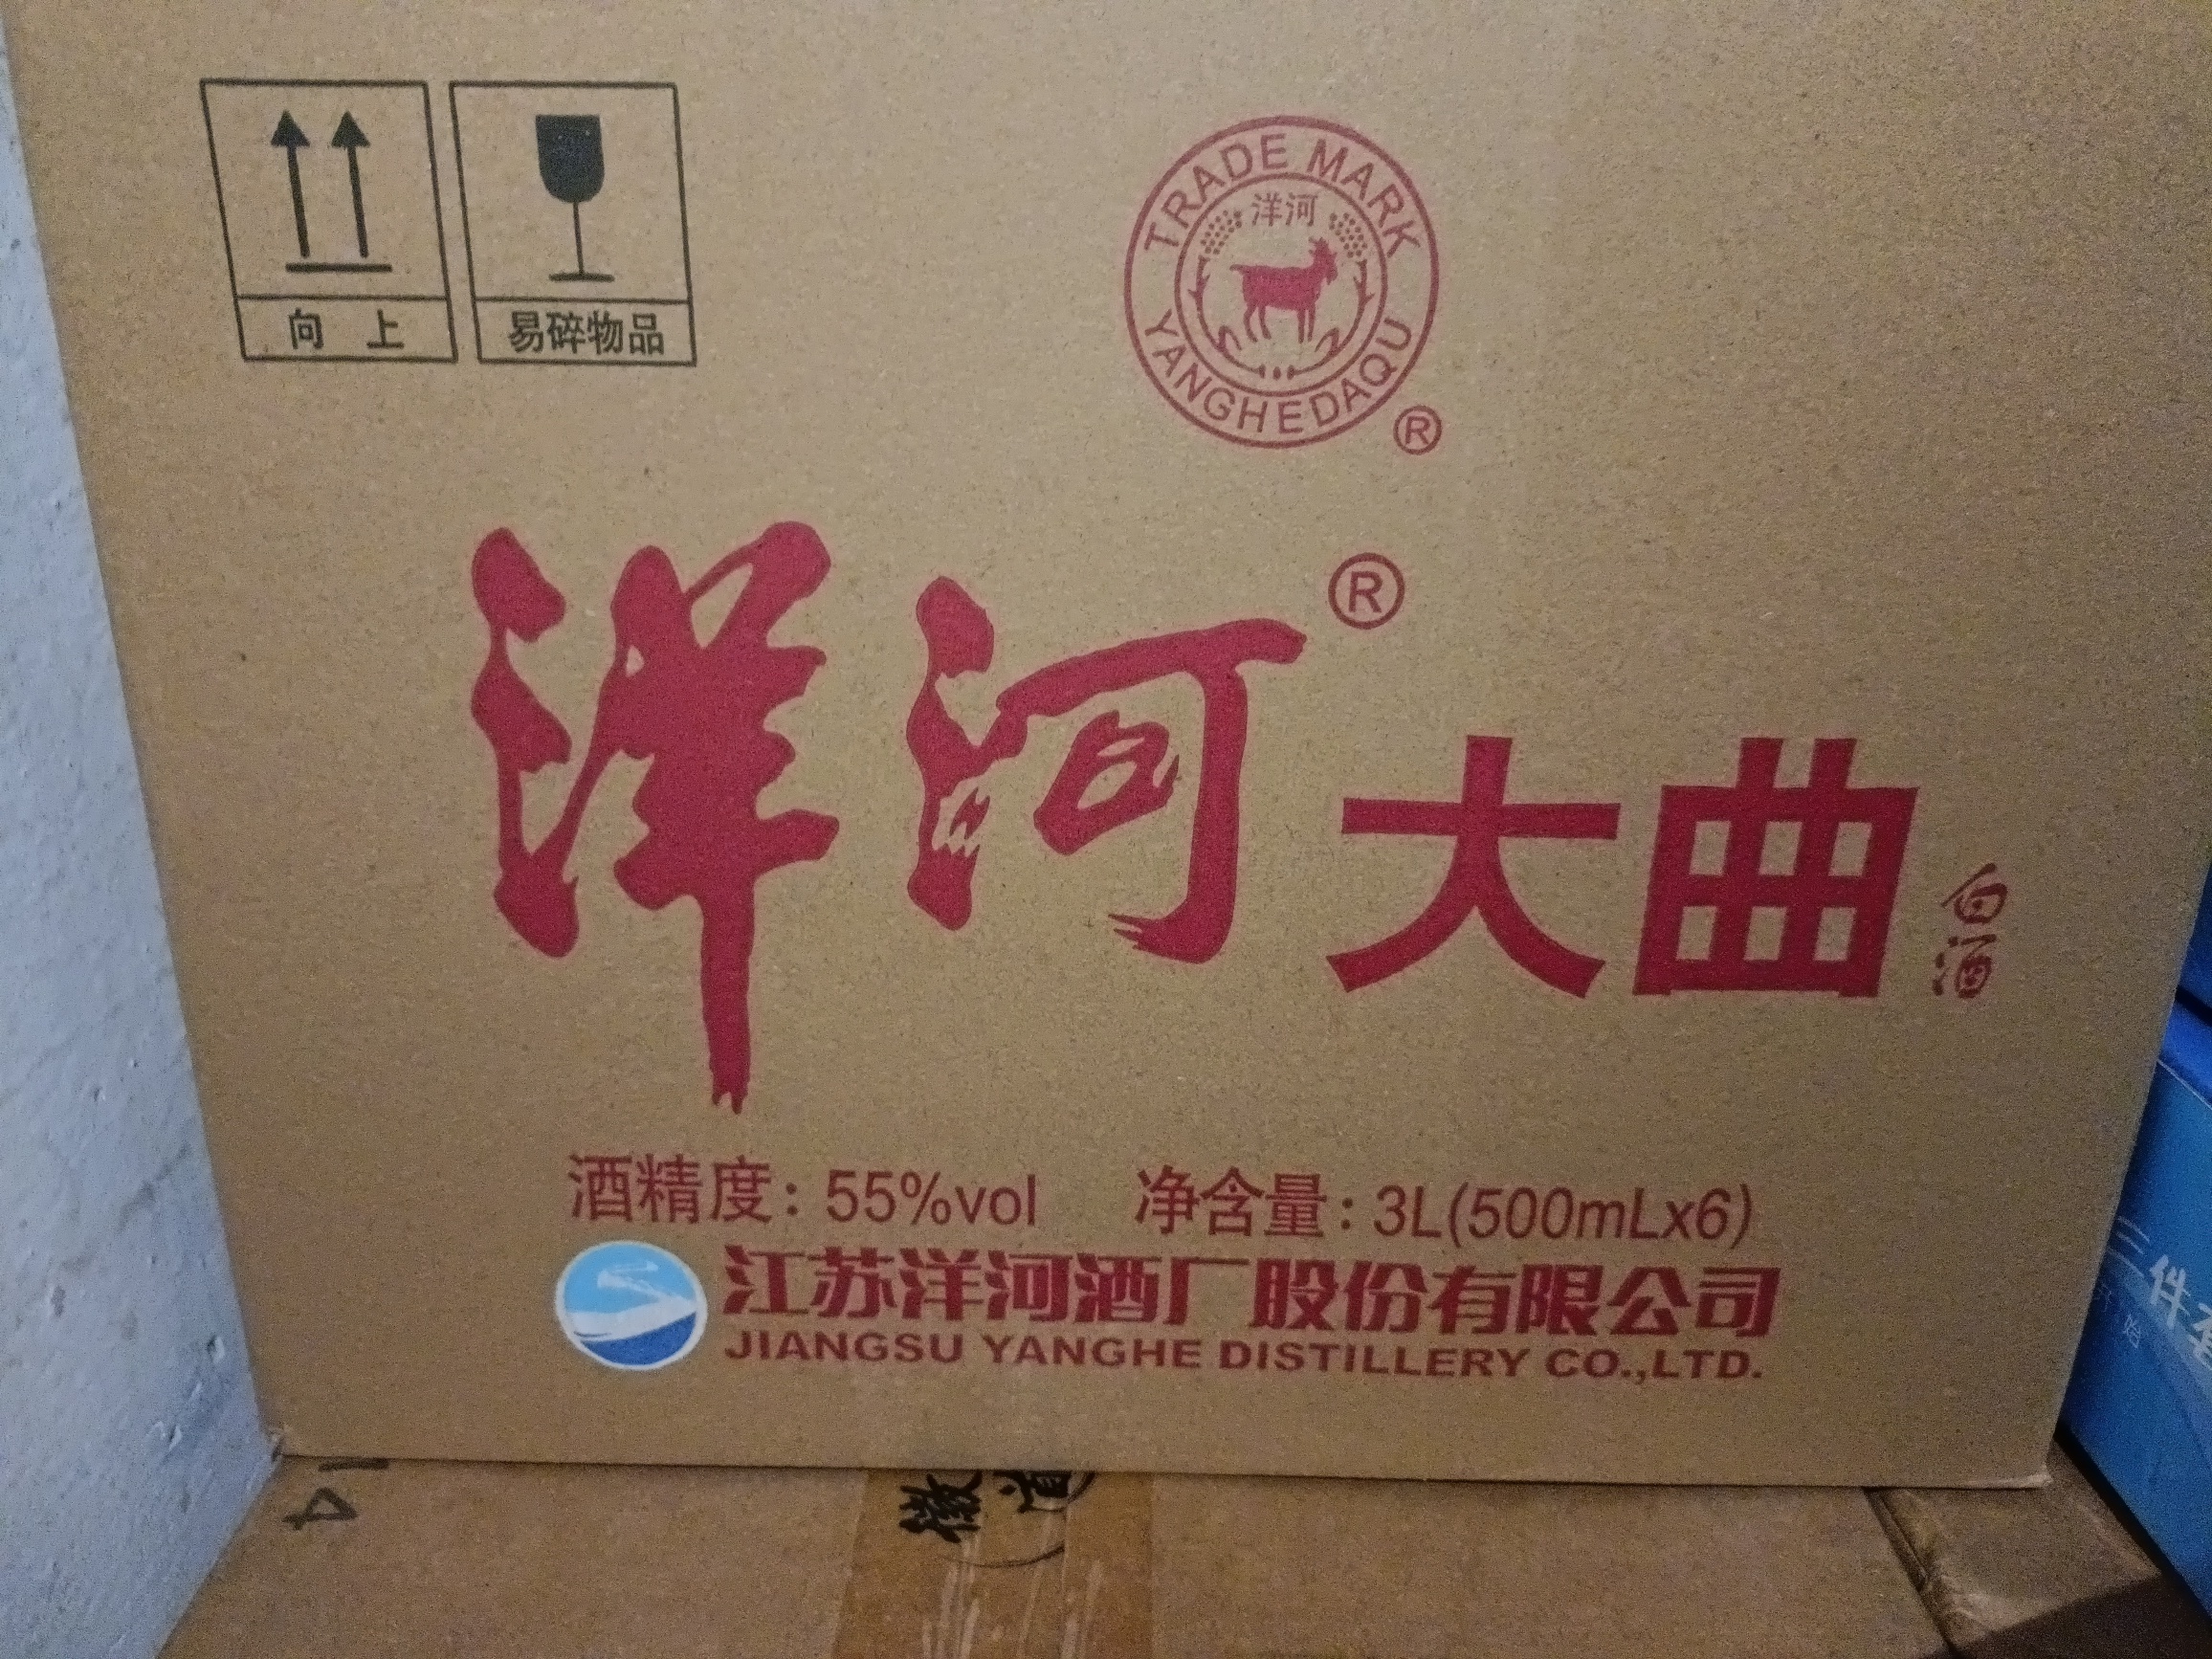 向 上
易碎物品
TRADE MARK
洋河
YANGHEDAQU
®
洋河®大曲
白酒
酒精度：55%vol 净含量：3L(500mLx6)
江苏洋河酒厂股份有限公司
JIANGSU YANGHE DISTILLERY CO.,LTD.
三件